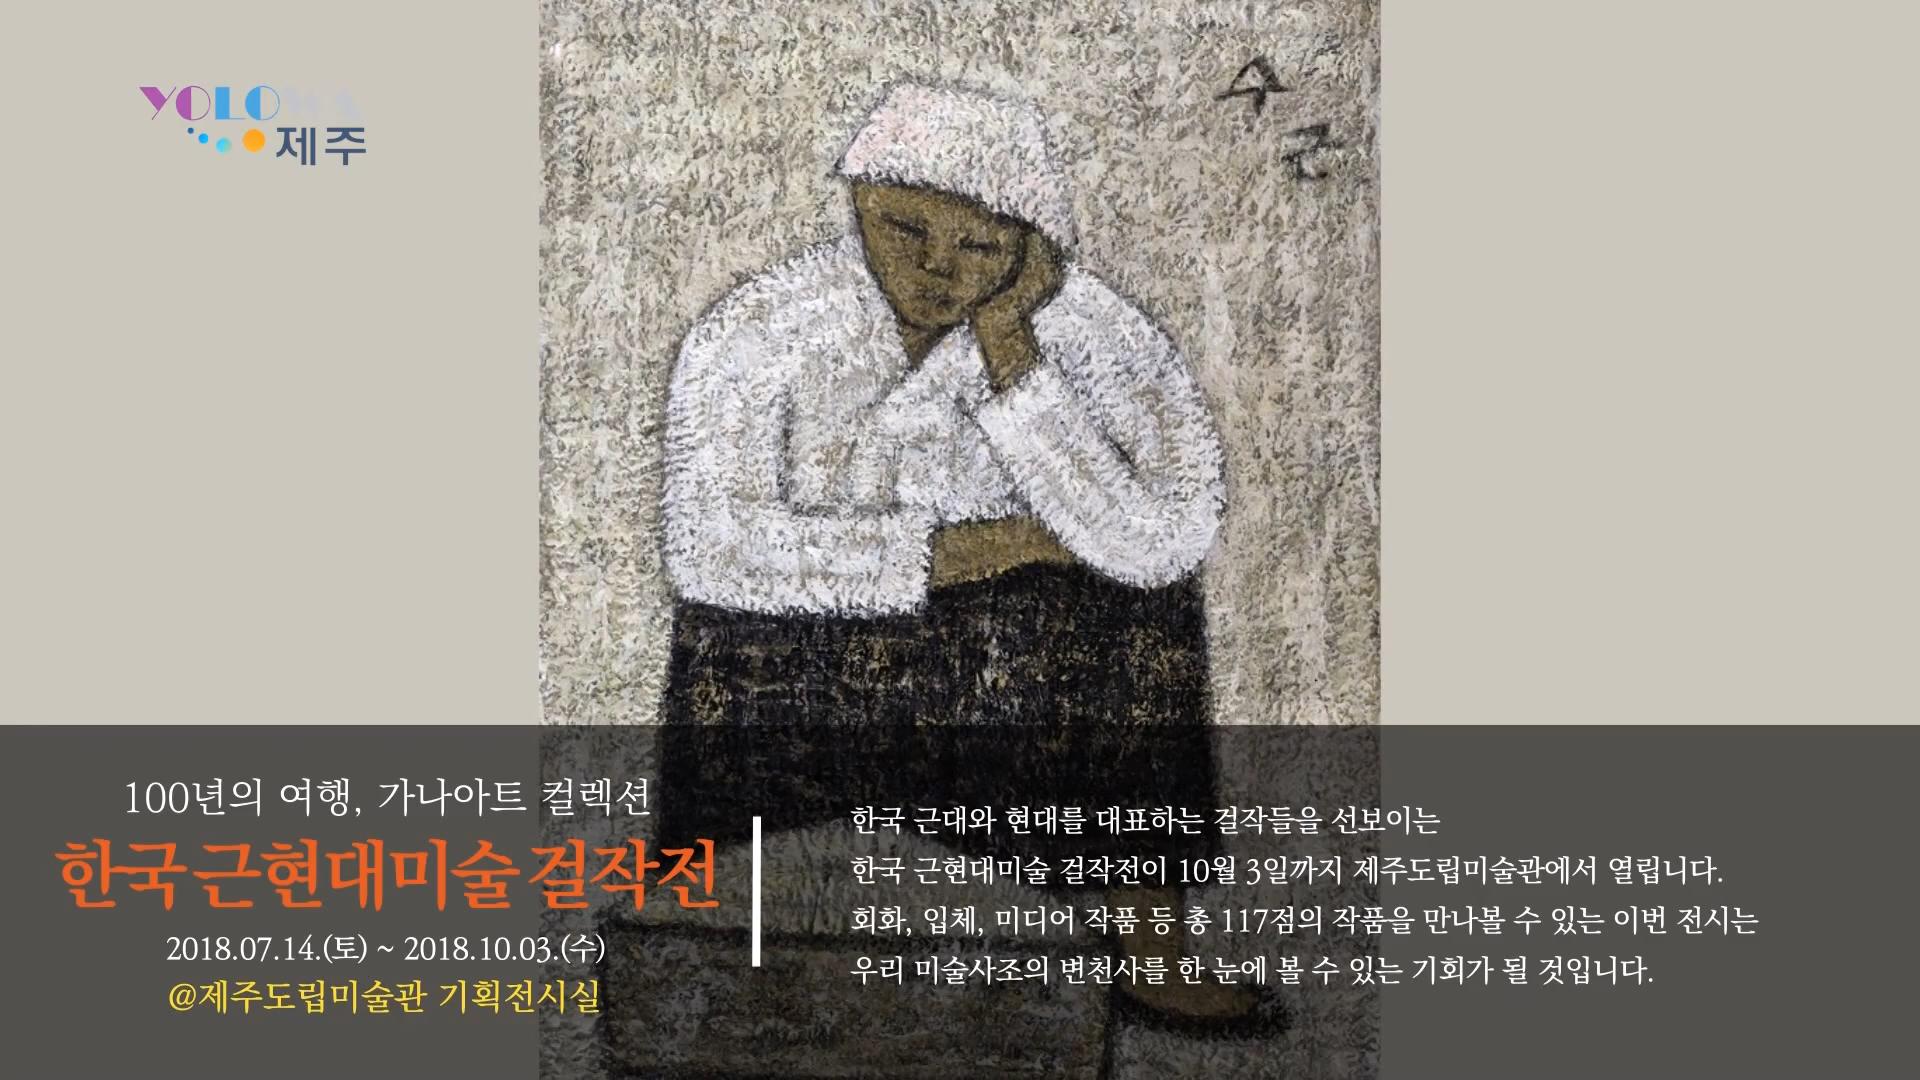 YOLO
제주
수
근
100년의 여행, 가나아트 컬렉션
한국 근현대미술 걸작전
2018.07.14.(토) ~ 2018.10.03.(수)
@제주도립미술관 기획전시실
한국 근대와 현대를 대표하는 걸작들을 선보이는
한국 근현대미술 걸작전이 10월 3일까지 제주도립미술관에서 열립니다.
회화, 입체, 미디어 작품 등 총 117점의 작품을 만나볼 수 있는 이번 전시는
우리 미술사조의 변천사를 한 눈에 볼 수 있는 기회가 될 것입니다.